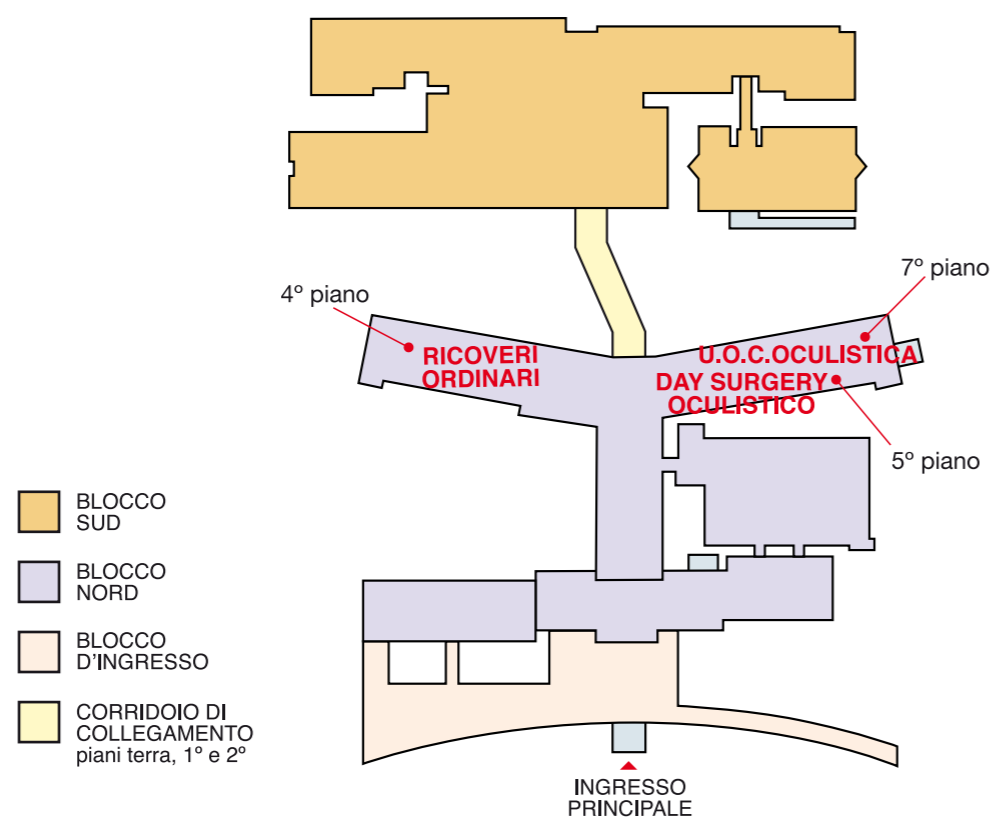 7º piano
4º piano
RICOVERI
ORDINARI
U.O.C.OCULISTICA
DAY SURGERY
OCULISTICO
5º piano
BLOCCO
SUD
BLOCCO
NORD
BLOCCO
D'INGRESSO
CORRIDOIO DI
COLLEGAMENTO
piani terra, 1º e 2º
INGRESSO
PRINCIPALE